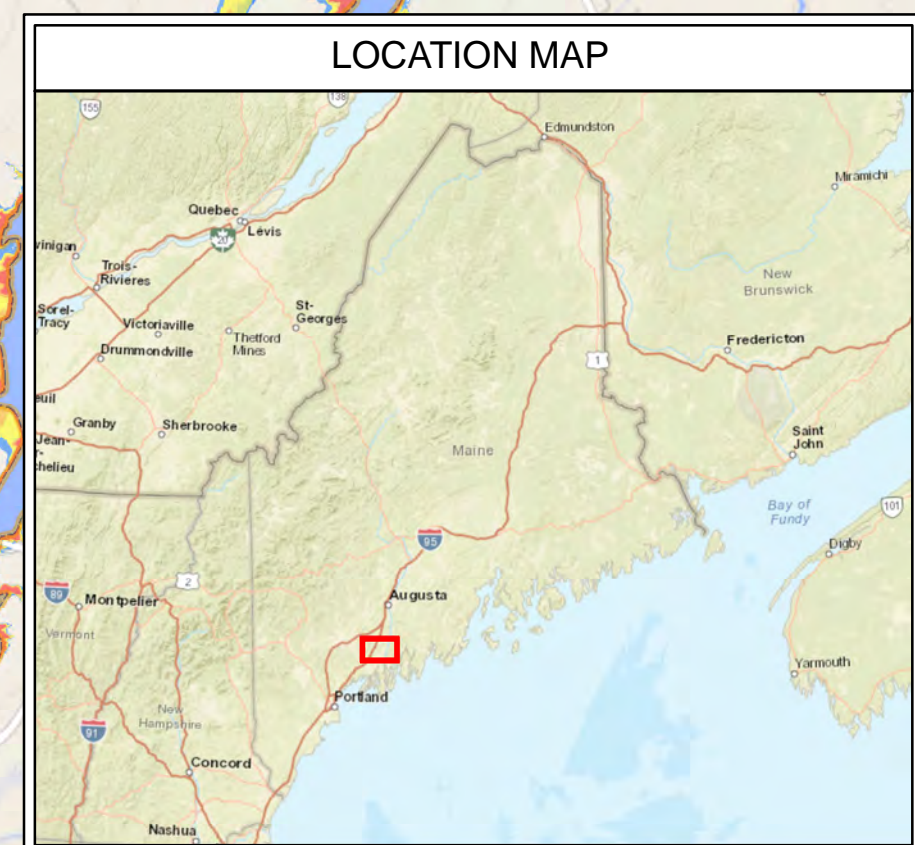 LOCATION MAP
155
138
Edmundston
Miramichi
Quebec
Lévis
20
vinigan
Trois-
Rivieres
New
Brunswick
Sorel-
Tracy
Victoriaville
St-
Georges
Thetford
Mines
Drummondville
Fredericton
1
euil
Granby
Sherbrooke
Saint
John
Jean-
r-
chelieu
Maine
Bay of
Fundy
101
95
Digby
2
89
Montpelier
Augusta
Vermont
Yarmouth
Portland
New
Hampshire
91
Concord
Nashua